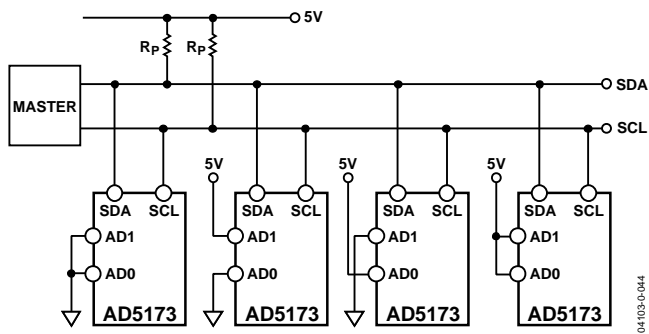 5V
RP RP
MASTER
SDA
SCL
5V 5V 5V
SDA SCL SDA SCL SDA SCL SDA SCL
AD1 AD1 AD1 AD1
AD0 AD0 AD0 AD0
AD5173 AD5173 AD5173 AD5173
04103-0-044